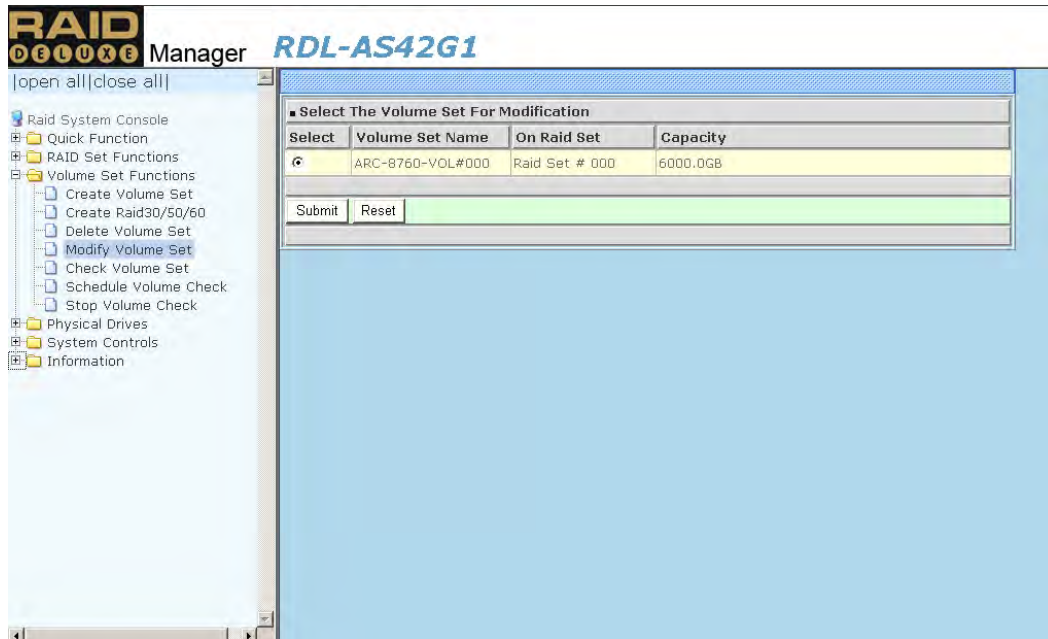 RAID
DELUXE Manager
RDL-AS42G1
|open all||close all|
Raid System Console
Quick Function
RAID Set Functions
Volume Set Functions
Create Volume Set
Create Raid30/50/60
Delete Volume Set
Modify Volume Set
Check Volume Set
Schedule Volume Check
Stop Volume Check
Physical Drives
System Controls
Information
Select The Volume Set For Modification
Select Volume Set Name On Raid Set Capacity
ARC-8760-VOL#000 Raid Set # 000 6000.0GB
Submit Reset